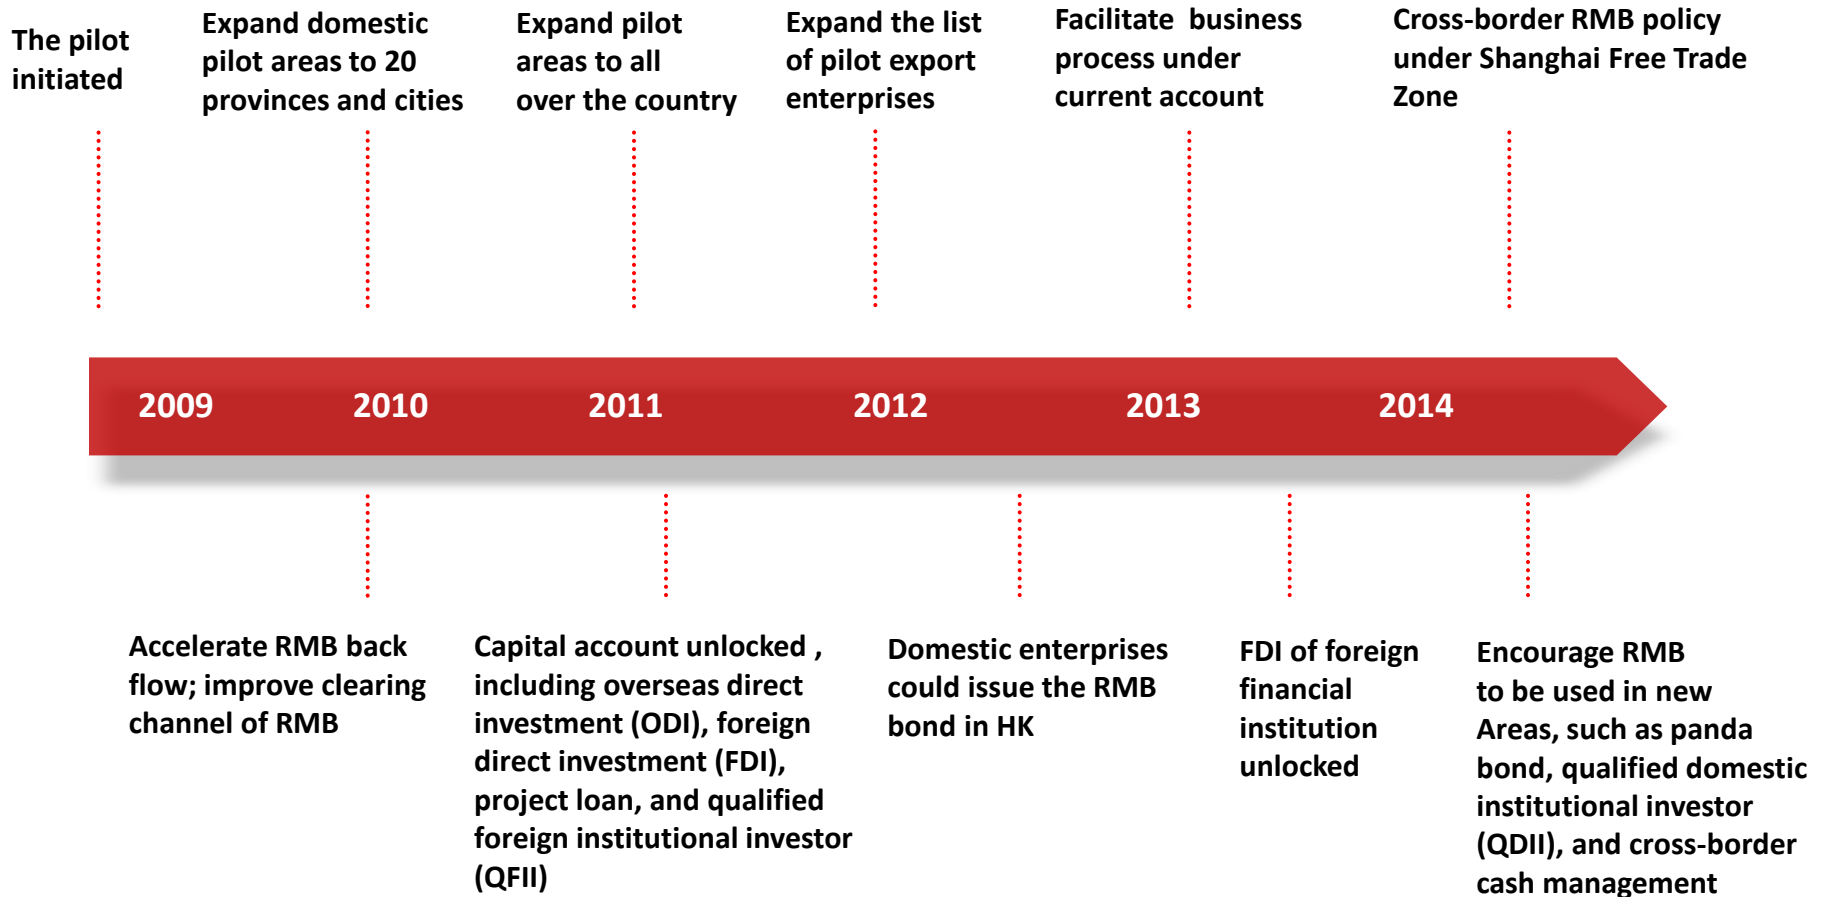 The pilot
initiated
Expand domestic
pilot areas to 20
provinces and cities
Expand pilot
areas to all
over the country
Expand the list
of pilot export
enterprises
Facilitate business
process under
current account
Cross-border RMB policy
under Shanghai Free Trade
Zone
2009
2010
2011
2012
2013
2014
Accelerate RMB back
flow; improve clearing
channel of RMB
Capital account unlocked ,
including overseas direct
investment (ODI), foreign
direct investment (FDI),
project loan, and qualified
foreign institutional investor
(QFII)
Domestic enterprises
could issue the RMB
bond in HK
FDI of foreign
financial
institution
unlocked
Encourage RMB
to be used in new
Areas, such as panda
bond, qualified domestic
institutional investor
(QDII), and cross-border
cash management